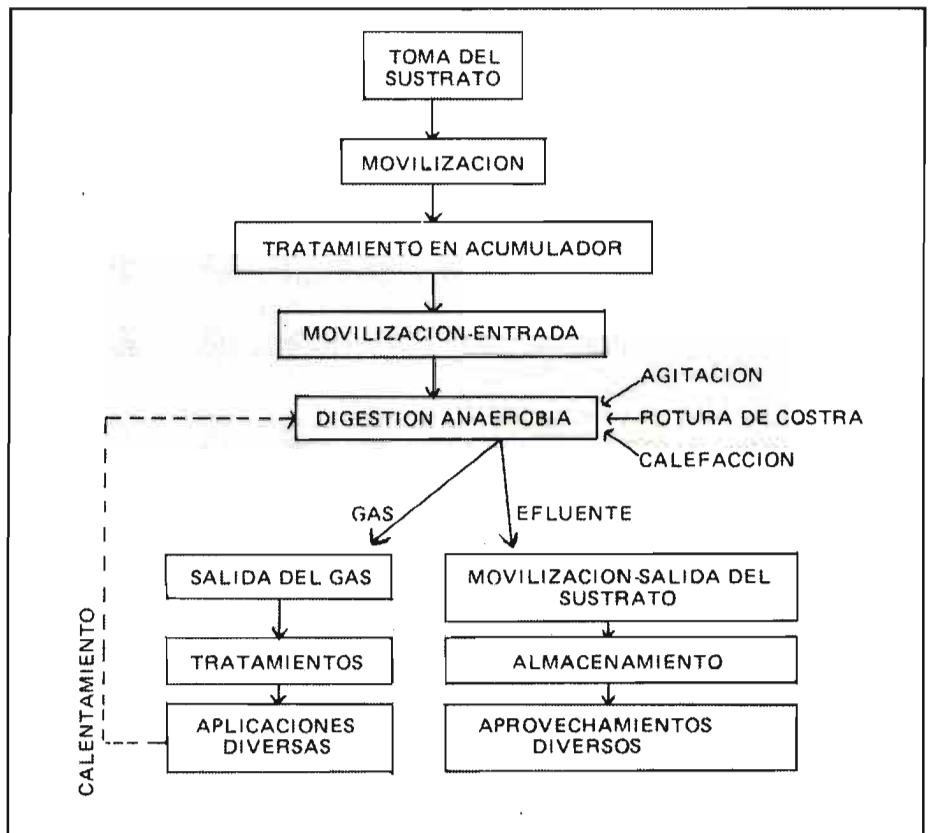 TOMA DEL
SUSTRATO
MOVILIZACION
TRATAMIENTO EN ACUMULADOR
MOVILIZACION-ENTRADA
AGITACION
DIGESTION ANAEROBIA
ROTURA DE COSTRA
CALEFACCION
GAS
EFLUENTE
SALIDA DEL GAS
MOVILIZACION-SALIDA DEL
SUSTRATO
TRATAMIENTOS
ALMACENAMIENTO
APLICACIONES
DIVERSAS
APROVECHAMIENTOS
DIVERSOS
CALENTAMIENTO